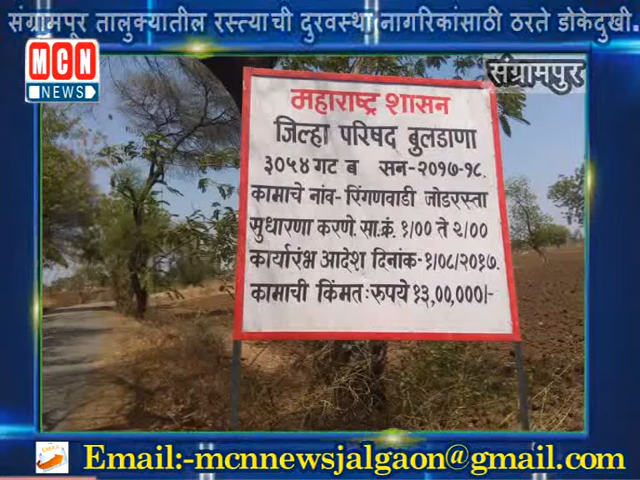 संग्रामपूर तालुक्यातील रस्त्याची दुरवस्था नागरिकांसाठी ठरते डोकेदुखी.
MCN
NEWS
संग्रामपुर
महाराष्ट्र शासन
जिल्हा परिषद बुलडाणा
३०५४ गट ब सन-२०१७-१८.
कामाचे नांव- रिंगणवाडी जोडरस्ता
सुधारणा करणे. सा.क्रं. १/०० ते २/००
कार्यारंभ आदेश दिनांक-१/०८/२०१७.
कामाची किंमत:रुपये १३,००,०००/-
Email:-mcnnewsjalgaon@gmail.com